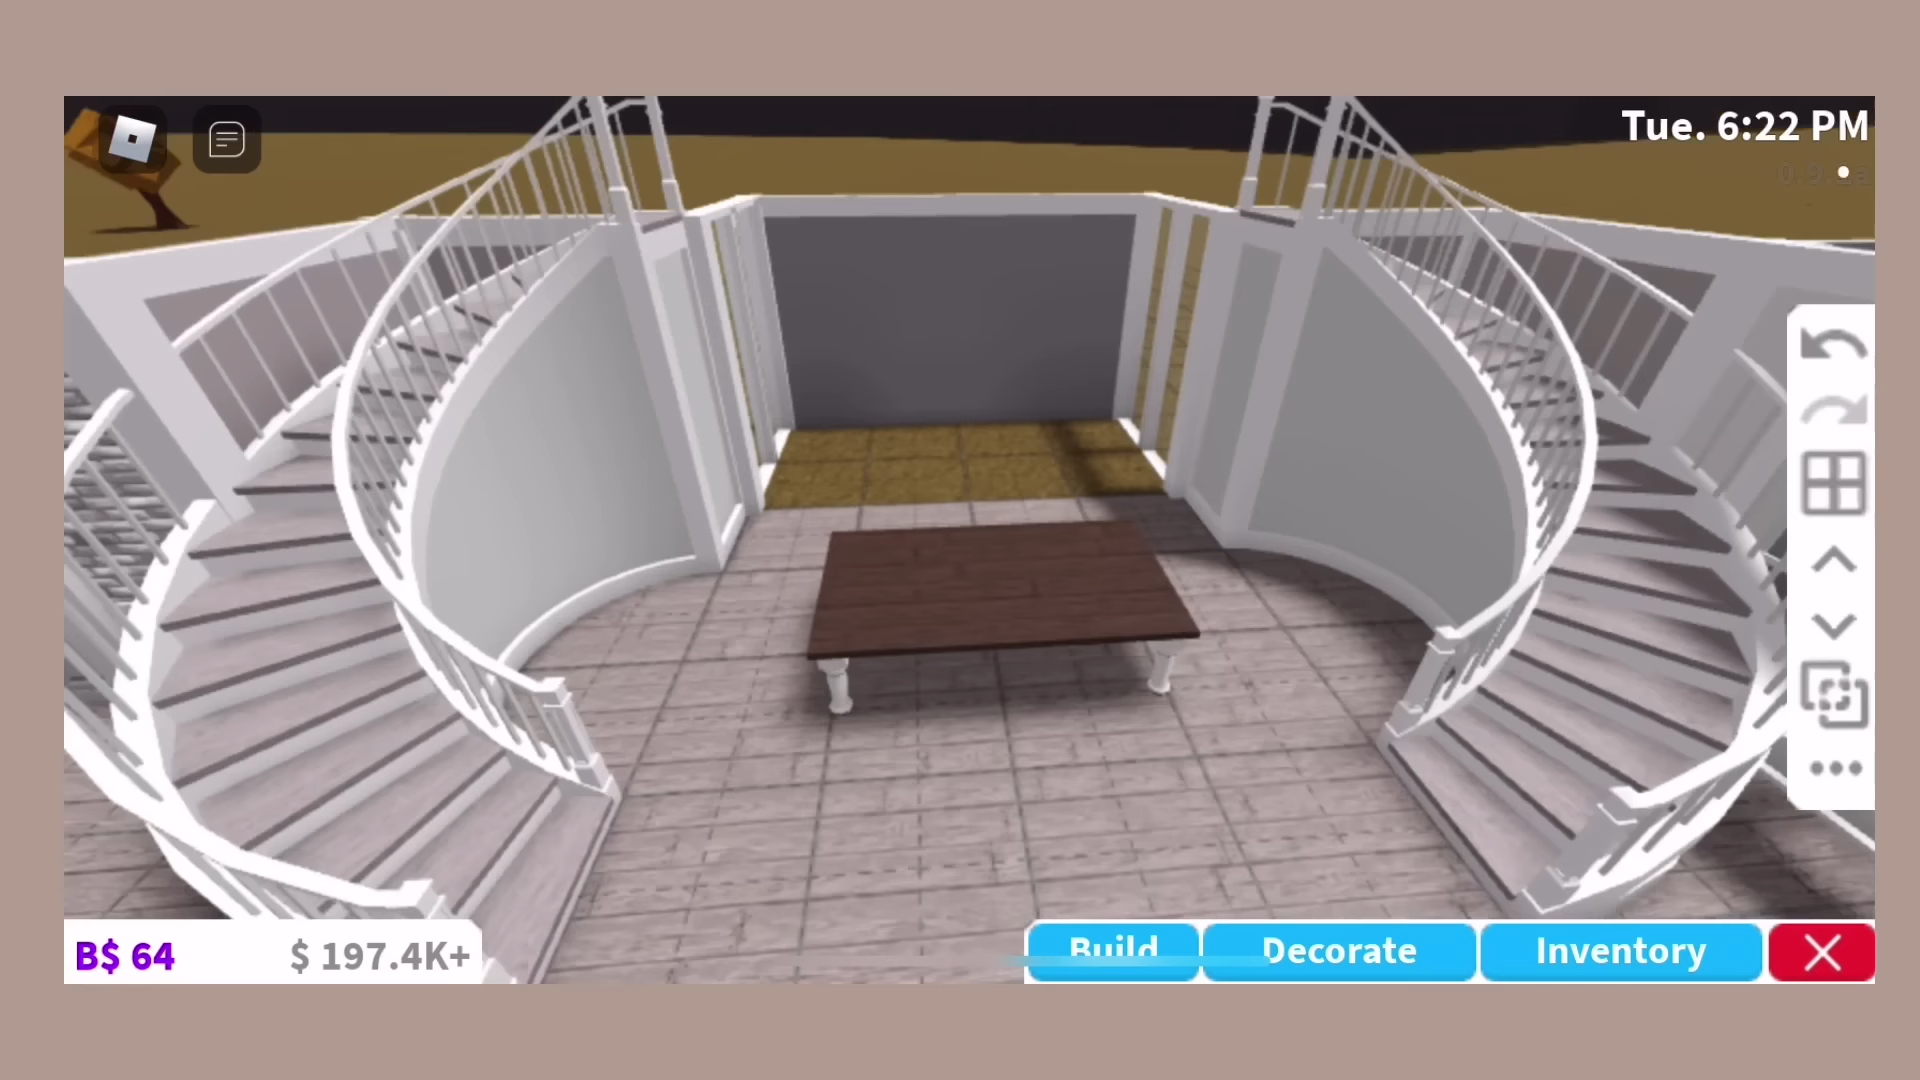 Tue. 6:22 PM
B$ 64
$ 197.4K+
Build
Decorate
Inventory